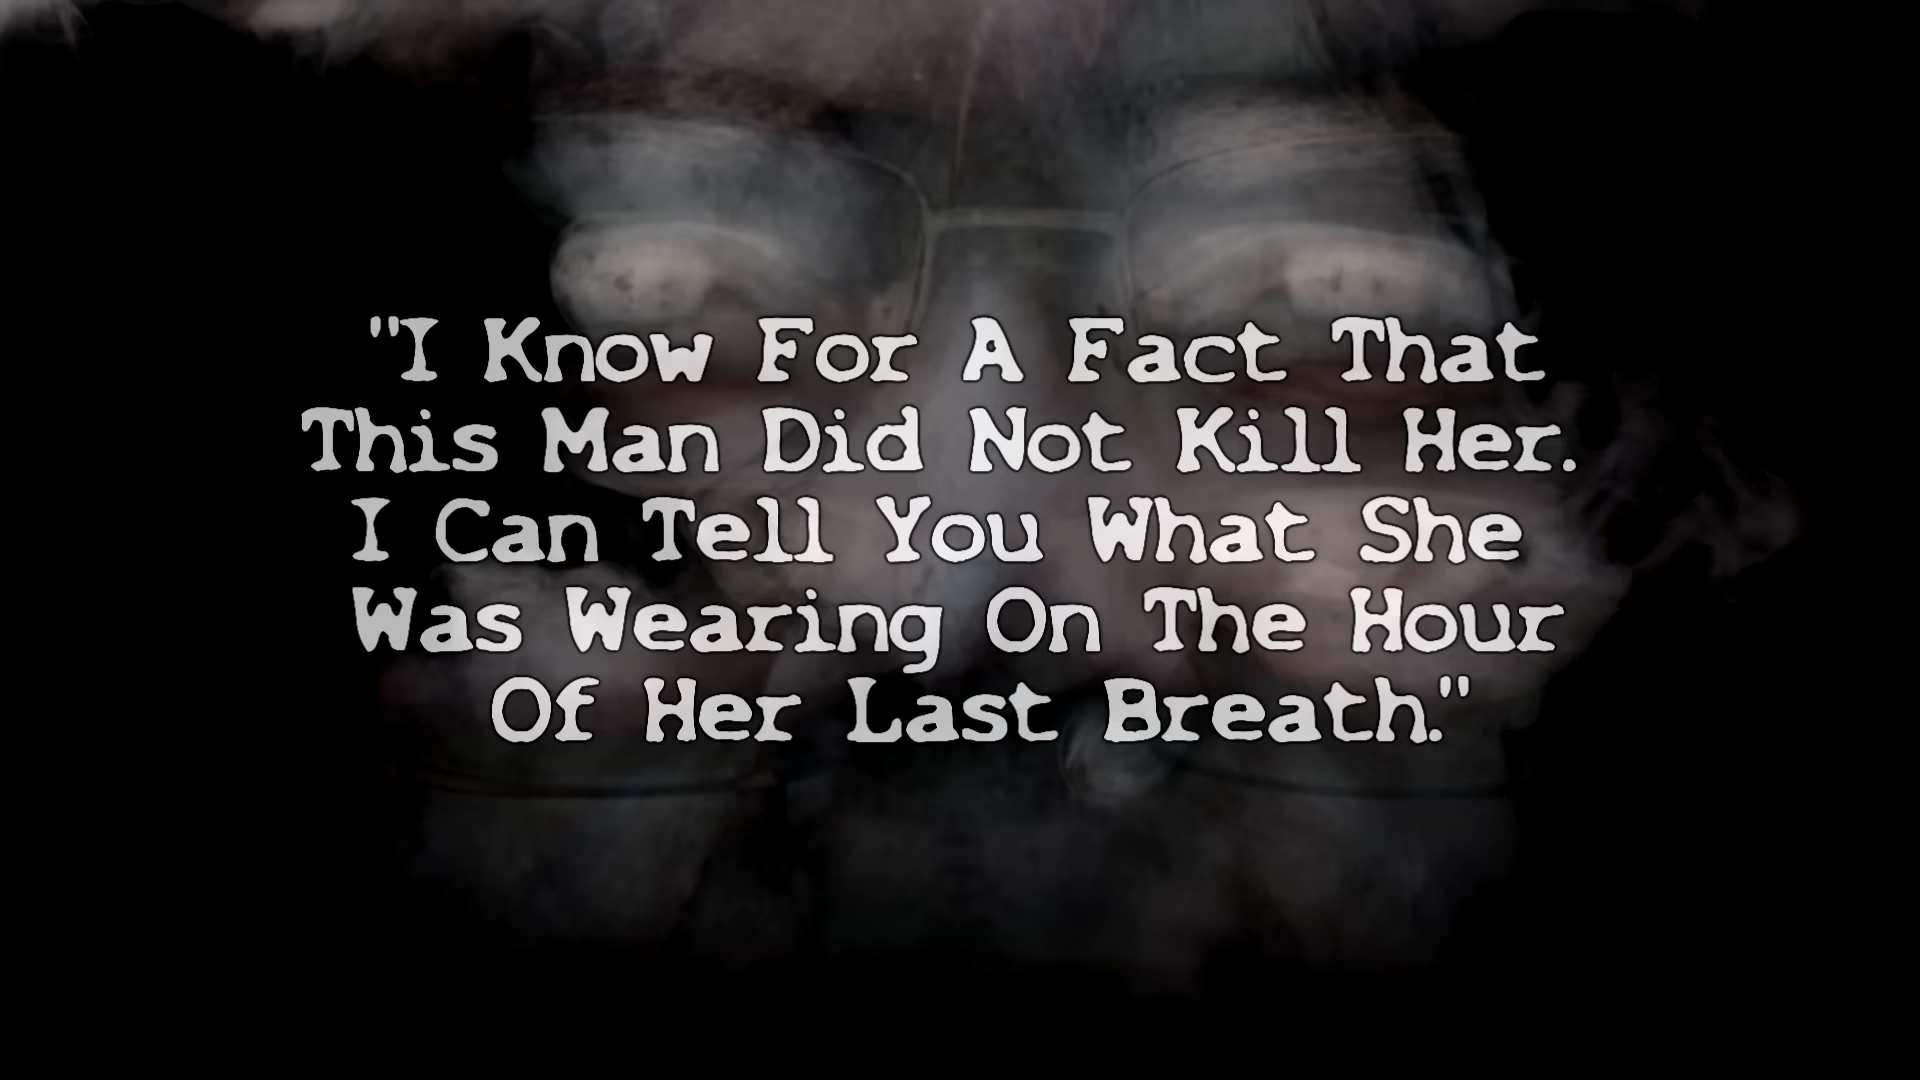 "I Know For A Fact That
This Man Did Not Kill Her.
I Can Tell You What She
Was Wearing On The Hour
Of Her Last Breath."